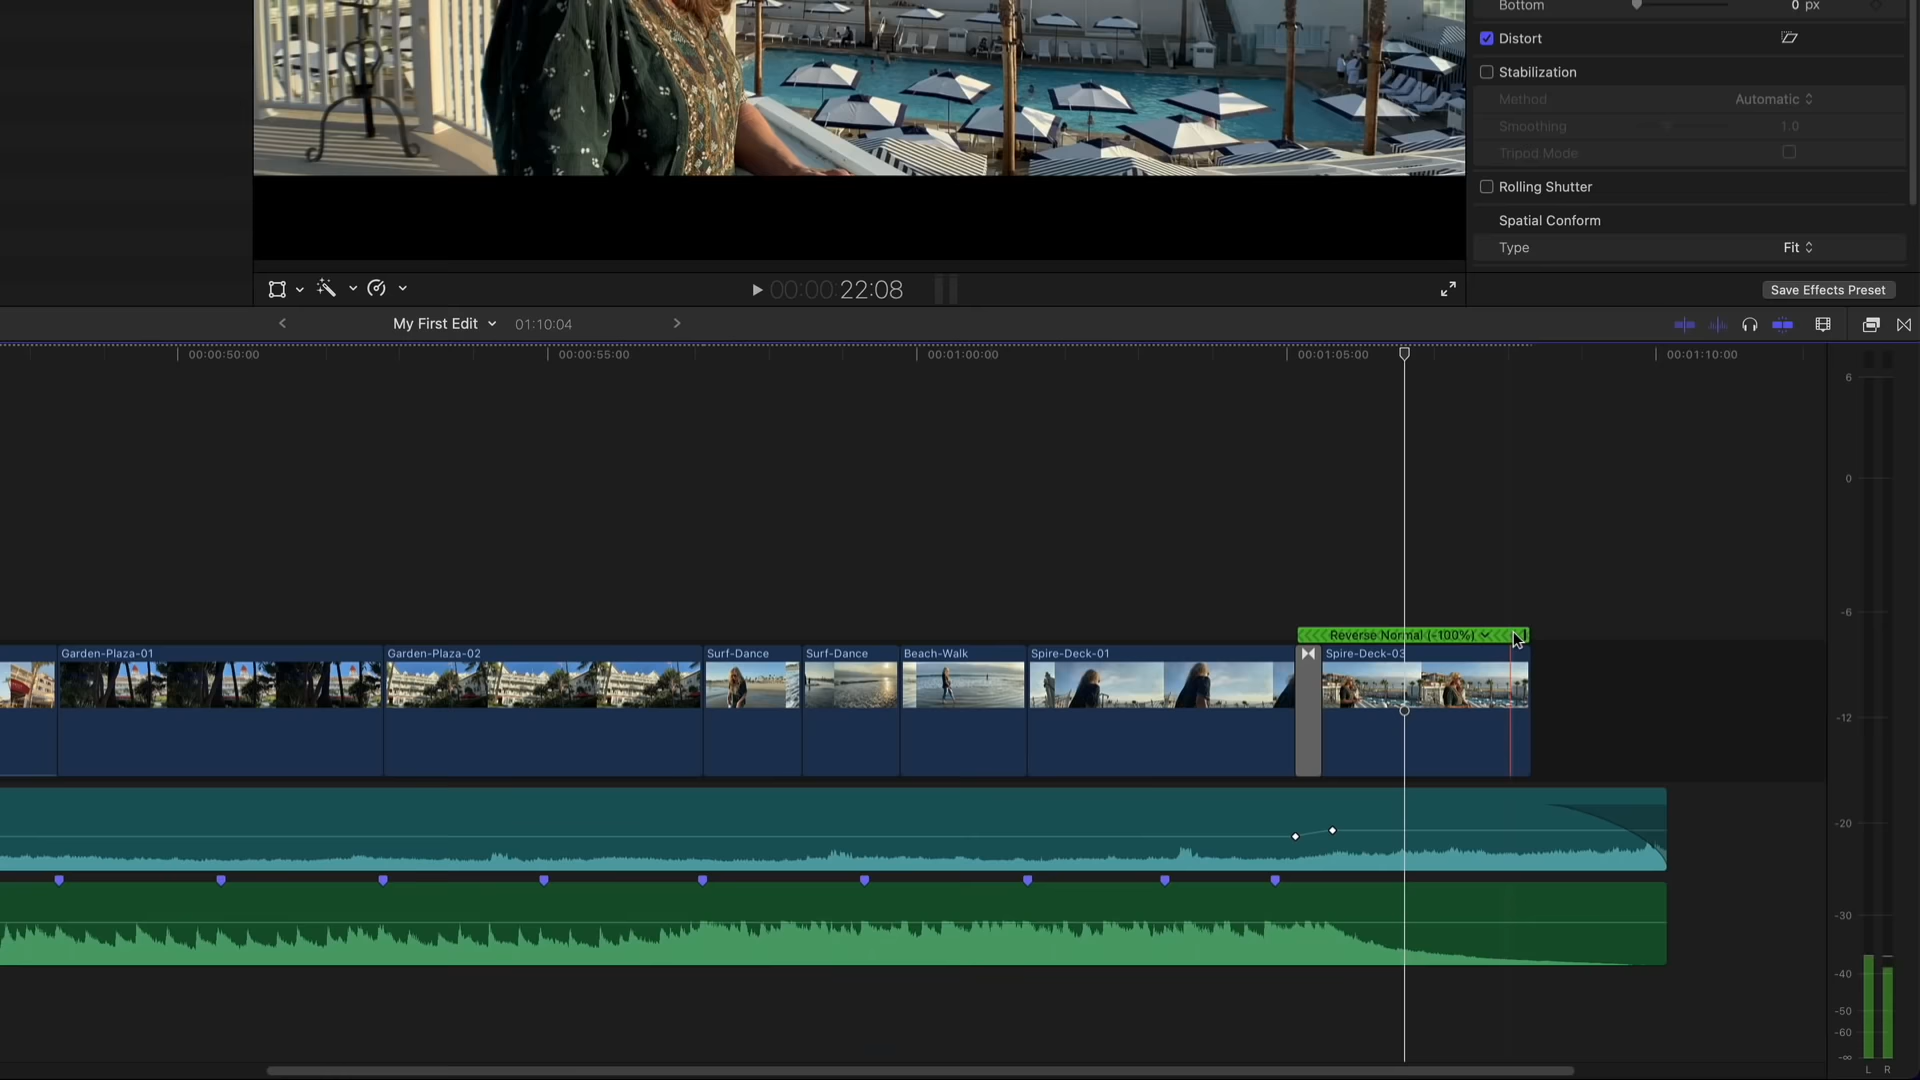 Bottom 0 px
Distort
Stabilization
Method Automatic
Smoothing 1.0
Tripod Mode
Rolling Shutter
Spatial Conform
Type Fit
00:00:22:08
Save Effects Preset
My First Edit 01:10:04
00:00:50:00 00:00:55:00 00:01:00:00 00:01:05:00 00:01:10:00
6
0
-6
Reverse Normal (-100%)
Garden-Plaza-01 Garden-Plaza-02 Surf-Dance Surf-Dance Beach-Walk Spire-Deck-01 Spire-Deck-03
-12
-20
-30
-40
-50
-60
-∞
L R